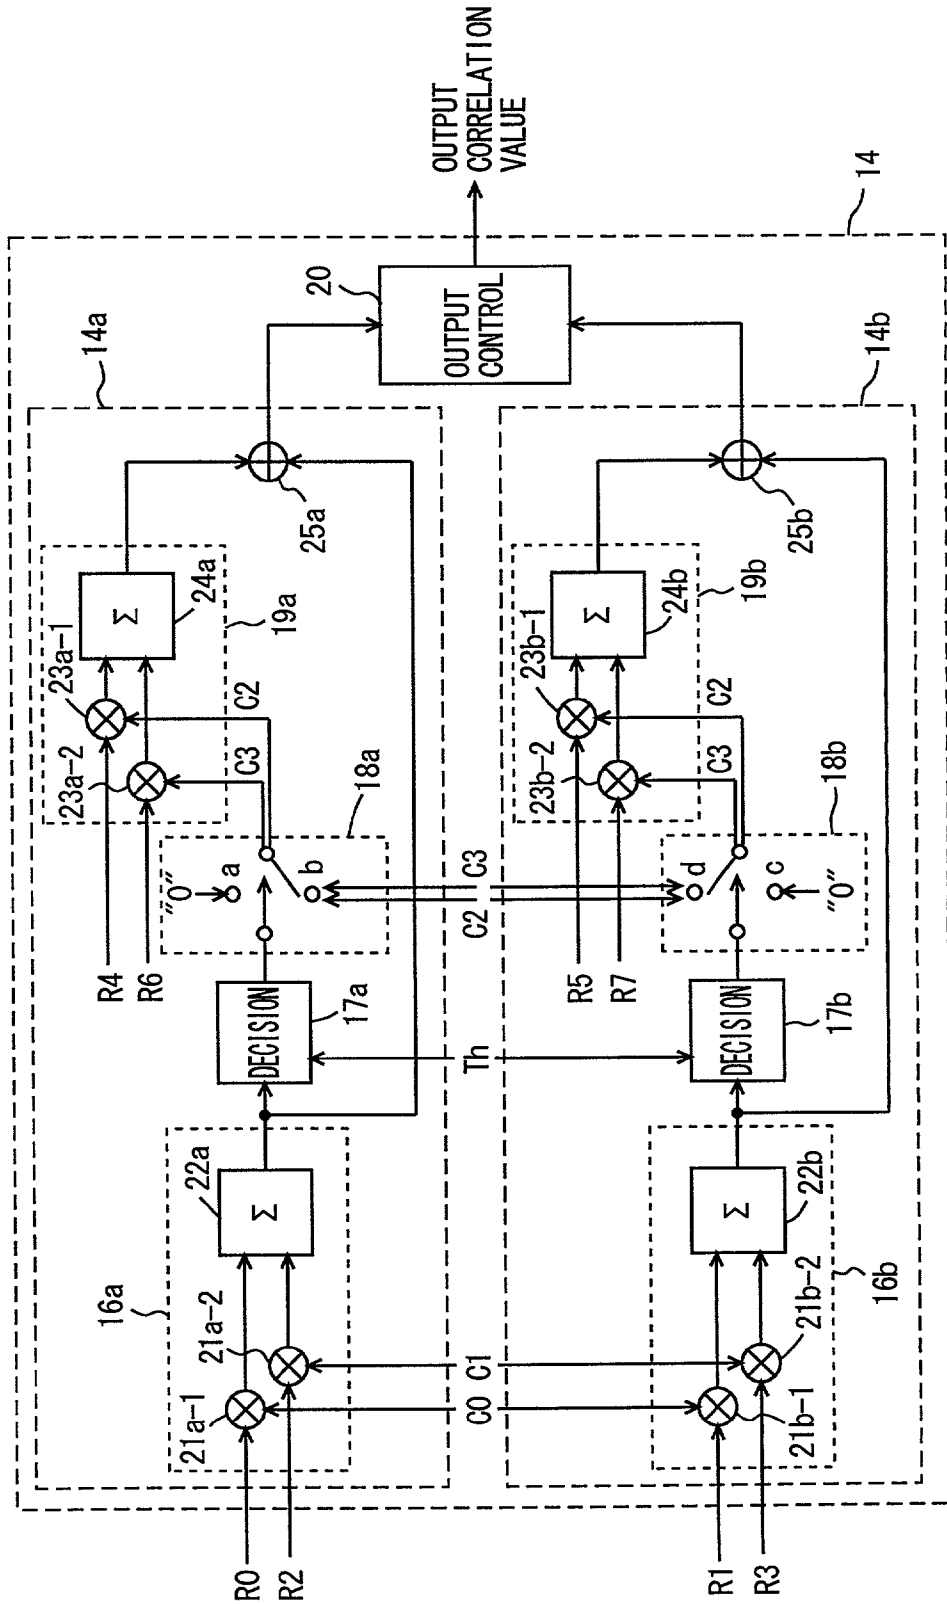 14
14a
16a
21a-1
21a-2
22a
Σ
R0
R2
DECISION
17a
"0"
a
b
18a
R4
R6
23a-1
23a-2
C3
C2
Σ
24a
19a
25a
C0
C1
Th
C2
C3
20
OUTPUT
CONTROL
OUTPUT
CORRELATION
VALUE
14b
16b
21b-1
21b-2
22b
Σ
R1
R3
DECISION
17b
d
c
"0"
18b
R5
R7
23b-1
23b-2
C3
C2
Σ
24b
19b
25b